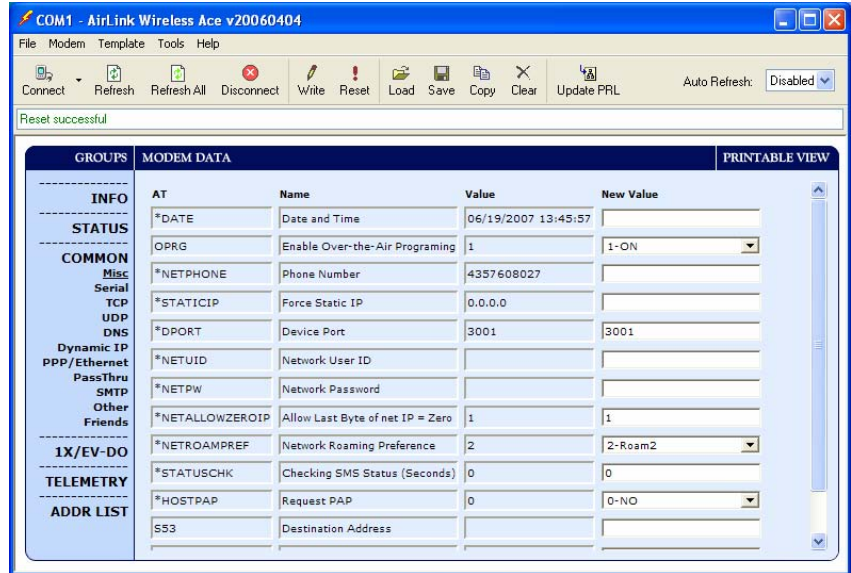 COM1 - AirLink Wireless Ace v20060404
File Modem Template Tools Help
Connect Refresh Refresh All Disconnect Write Reset Load Save Copy Clear Update PRL Auto Refresh: Disabled
Reset successful
GROUPS MODEM DATA PRINTABLE VIEW
INFO
STATUS
COMMON
Misc
Serial
TCP
UDP
DNS
Dynamic IP
PPP/Ethernet
PassThru
SMTP
Other
Friends
1X/EV-DO
TELEMETRY
ADDR LIST
AT Name Value New Value
*DATE Date and Time 06/19/2007 13:45:57
OPRG Enable Over-the-Air Programing 1 1-ON
*NETPHONE Phone Number 4357608027
*STATICIP Force Static IP 0.0.0.0
*DPORT Device Port 3001 3001
*NETUID Network User ID
*NETPW Network Password
*NETALLOWZEROIP Allow Last Byte of net IP = Zero 1 1
*NETROAMPREF Network Roaming Preference 2 2-Roam2
*STATUSCHK Checking SMS Status (Seconds) 0 0
*HOSTPAP Request PAP 0 0-NO
S53 Destination Address